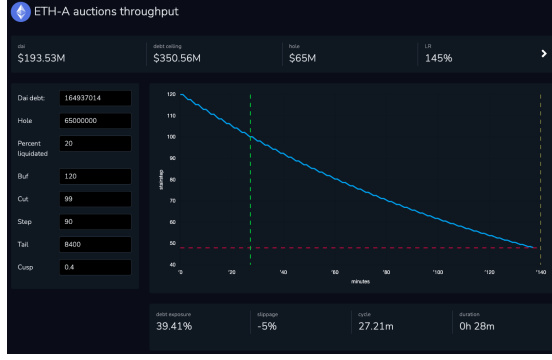 ETH-A auctions throughput
dai
$193.53M
debt ceiling
$350.56M
hole
$65M
LR
145%
Dai debt:
164937014
Hole
65000000
Percent
liquidated
20
Buf
120
Cut
99
Step
90
Tail
8400
Cusp
0.4
120
110
100
90
80
70
60
50
40
'0
'20
'40
'60
'80
'100
'120
'140
minutes
debt exposure
39.41%
slippage
-5%
cycle
27.21m
duration
0h 28m